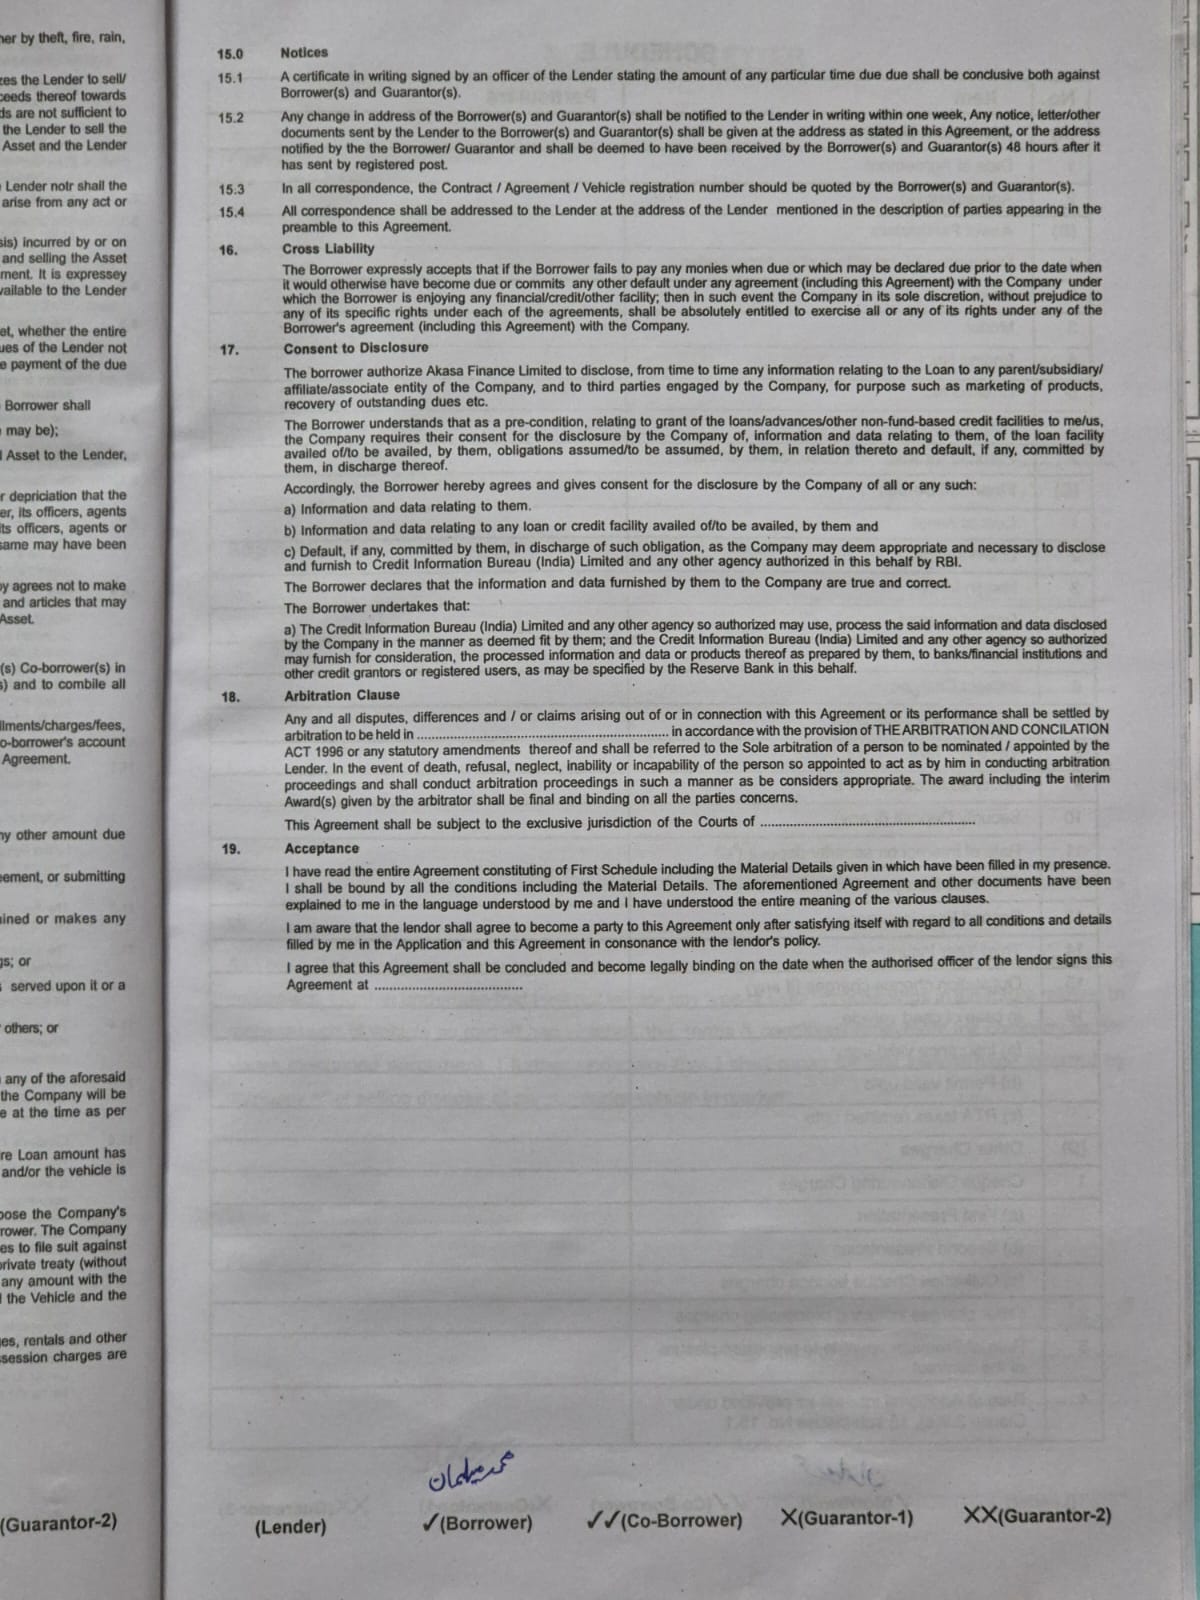 her by theft, fire, rain,
zes the Lender to sell/
ceeds thereof towards
ds are not sufficient to
the Lender to sell the
Asset and the Lender
Lender notr shall the
arise from any act or
sis) incurred by or on
and selling the Asset
ment. It is expressey
vailable to the Lender
et, whether the entire
ues of the Lender not
e payment of the due
Borrower shall
may be);
Asset to the Lender,
r depriciation that the
er, its officers, agents
its officers, agents or
same may have been
by agrees not to make
and articles that may
Asset.
(s) Co-borrower(s) in
s) and to combile all
llments/charges/fees,
o-borrower's account
Agreement.
ny other amount due
eement, or submitting
ained or makes any
gs; or
served upon it or a
others; or
any of the aforesaid
the Company will be
e at the time as per
re Loan amount has
and/or the vehicle is
pose the Company's
rower. The Company
es to file suit against
private treaty (without
any amount with the
the Vehicle and the
ges, rentals and other
ssession charges are
(Guarantor-2)
15.0 Notices
15.1 A certificate in writing signed by an officer of the Lender stating the amount of any particular time due due shall be conclusive both against
Borrower(s) and Guarantor(s).
15.2 Any change in address of the Borrower(s) and Guarantor(s) shall be notified to the Lender in writing within one week, Any notice, letter/other
documents sent by the Lender to the Borrower(s) and Guarantor(s) shall be given at the address as stated in this Agreement, or the address
notified by the the Borrower/ Guarantor and shall be deemed to have been received by the Borrower(s) and Guarantor(s) 48 hours after it
has sent by registered post.
15.3 In all correspondence, the Contract / Agreement / Vehicle registration number should be quoted by the Borrower(s) and Guarantor(s).
15.4 All correspondence shall be addressed to the Lender at the address of the Lender mentioned in the description of parties appearing in the
preamble to this Agreement.
16. Cross Liability
The Borrower expressly accepts that if the Borrower fails to pay any monies when due or which may be declared due prior to the date when
it would otherwise have become due or commits any other default under any agreement (including this Agreement) with the Company under
which the Borrower is enjoying any financial/credit/other facility; then in such event the Company in its sole discretion, without prejudice to
any of its specific rights under each of the agreements, shall be absolutely entitled to exercise all or any of its rights under any of the
Borrower's agreement (including this Agreement) with the Company.
17. Consent to Disclosure
The borrower authorize Akasa Finance Limited to disclose, from time to time any information relating to the Loan to any parent/subsidiary/
affiliate/associate entity of the Company, and to third parties engaged by the Company, for purpose such as marketing of products,
recovery of outstanding dues etc.
The Borrower understands that as a pre-condition, relating to grant of the loans/advances/other non-fund-based credit facilities to me/us,
the Company requires their consent for the disclosure by the Company of, information and data relating to them, of the loan facility
availed of/to be availed, by them, obligations assumed/to be assumed, by them, in relation thereto and default, if any, committed by
them, in discharge thereof.
Accordingly, the Borrower hereby agrees and gives consent for the disclosure by the Company of all or any such:
a) Information and data relating to them.
b) Information and data relating to any loan or credit facility availed of/to be availed, by them and
c) Default, if any, committed by them, in discharge of such obligation, as the Company may deem appropriate and necessary to disclose
and furnish to Credit Information Bureau (India) Limited and any other agency authorized in this behalf by RBI.
The Borrower declares that the information and data furnished by them to the Company are true and correct.
The Borrower undertakes that:
a) The Credit Information Bureau (India) Limited and any other agency so authorized may use, process the said information and data disclosed
by the Company in the manner as deemed fit by them; and the Credit Information Bureau (India) Limited and any other agency so authorized
may furnish for consideration, the processed information and data or products thereof as prepared by them, to banks/financial institutions and
other credit grantors or registered users, as may be specified by the Reserve Bank in this behalf.
18. Arbitration Clause
Any and all disputes, differences and / or claims arising out of or in connection with this Agreement or its performance shall be settled by
arbitration to be held in .................................................................. in accordance with the provision of THE ARBITRATION AND CONCILATION
ACT 1996 or any statutory amendments thereof and shall be referred to the Sole arbitration of a person to be nominated / appointed by the
Lender. In the event of death, refusal, neglect, inability or incapability of the person so appointed to act as by him in conducting arbitration
proceedings and shall conduct arbitration proceedings in such a manner as be considers appropriate. The award including the interim
Award(s) given by the arbitrator shall be final and binding on all the parties concerns.
This Agreement shall be subject to the exclusive jurisdiction of the Courts of ........................................................
19. Acceptance
I have read the entire Agreement constituting of First Schedule including the Material Details given in which have been filled in my presence.
I shall be bound by all the conditions including the Material Details. The aforementioned Agreement and other documents have been
explained to me in the language understood by me and I have understood the entire meaning of the various clauses.
I am aware that the lendor shall agree to become a party to this Agreement only after satisfying itself with regard to all conditions and details
filled by me in the Application and this Agreement in consonance with the lendor's policy.
I agree that this Agreement shall be concluded and become legally binding on the date when the authorised officer of the lendor signs this
Agreement at .......................................
محمد سلمان
(Lender) ✓(Borrower) ✓✓(Co-Borrower) X(Guarantor-1) XX(Guarantor-2)